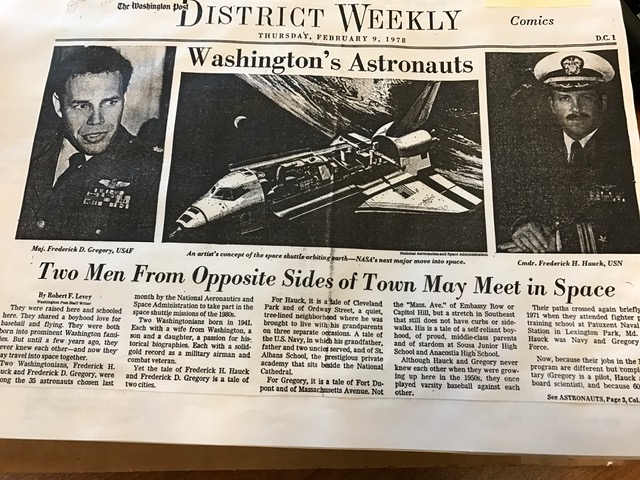 The Washington Post
DISTRICT WEEKLY
Comics
THURSDAY, FEBRUARY 9, 1978
D.C. 1
Washington's Astronauts
Maj. Frederick D. Gregory, USAF
National Aeronautics and Space Administration
An artist's concept of the space shuttle orbiting earth—NASA's next major move into space.
Cmdr. Frederick H. Hauck, USN
Two Men From Opposite Sides of Town May Meet in Space
By Robert F. Levey
Washington Post Staff Writer
They were raised here and schooled
here. They shared a boyhood love for
baseball and flying. They were both
born into prominent Washington fami-
lies. But until a few years ago, they
never knew each other—and now they
may travel into space together.
Two Washingtonians, Frederick H.
Hauck and Frederick D. Gregory, were
among the 35 astronauts chosen last
month by the National Aeronautics and
Space Administration to take part in the
space shuttle missions of the 1980s.
Two Washingtonians born in 1941.
Each with a wife from Washington, a
son and daughter, a passion for his-
torical biographies. Each with a solid-
gold record as a military airman and
combat veteran.
Yet the tale of Frederick H. Hauck
and Frederick D. Gregory is a tale of
two cities.
For Hauck, it is a tale of Cleveland
Park and of Ordway Street, a quiet,
tree-lined neighborhood where he was
brought to live with his grandparents
on three separate occasions. A tale of
the U.S. Navy, in which his grandfather,
father and two uncles served, and of St.
Albans School, the prestigious private
academy that sits beside the National
Cathedral.
For Gregory, it is a tale of Fort Du-
pont and of Massachusetts Avenue. Not
the "Mass. Ave." of Embassy Row or
Capitol Hill, but a stretch in Southeast
that still does not have curbs or side-
walks. His is a tale of a self-reliant boy-
hood, of proud, middle-class parents
and of stardom at Sousa Junior High
School and Anacostia High School.
Although Hauck and Gregory never
knew each other when they were grow-
ing up here in the 1950s, they once
played varsity baseball against each
other.
Their paths crossed again briefly
1971 when they attended fighter p
training school at Patuxent Naval
Station in Lexington Park, Md.
Hauck was Navy and Gregory
Force.
Now, because their jobs in the
program are different but comple
tary (Gregory is a pilot, Hauck
board scientist), and because 60
See ASTRONAUTS, Page 3, Col.